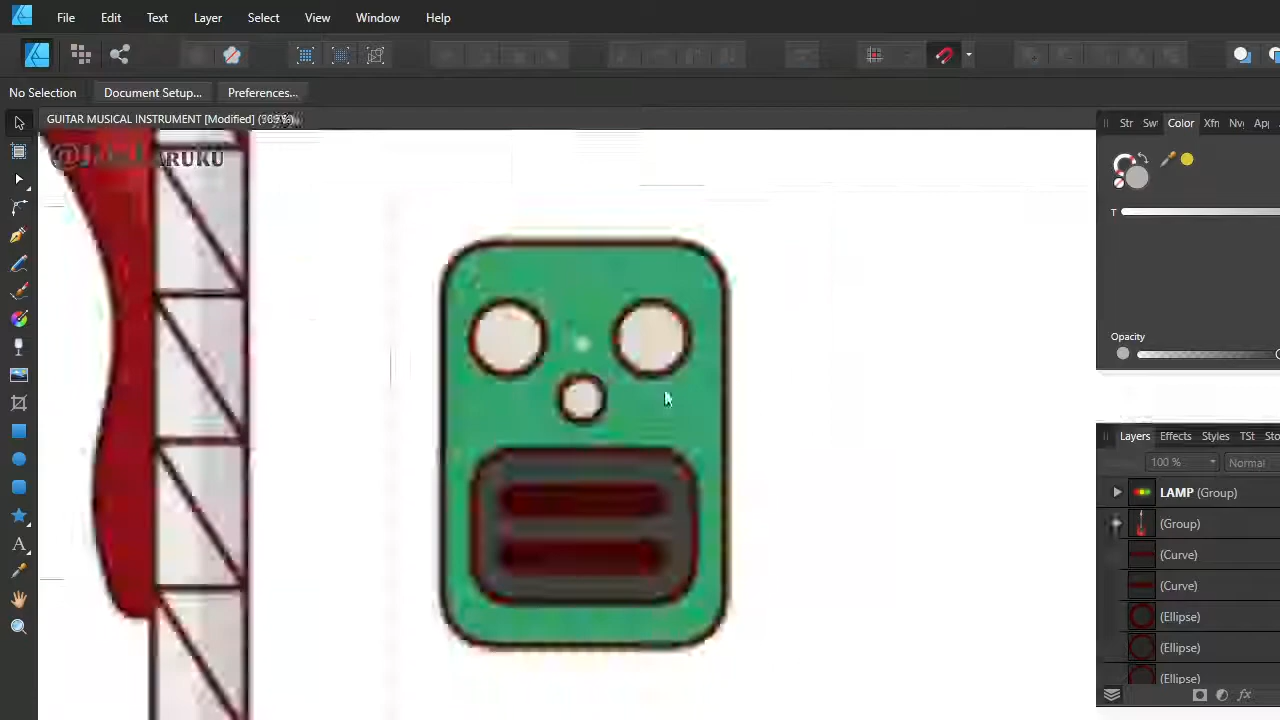 File Edit Text Layer Select View Window Help
No Selection Document Setup... Preferences...
GUITAR MUSICAL INSTRUMENT [Modified]
Str Sw Color Xfn Nv Ap
T
Opacity
Layers Effects Styles TSt Sto
100 % Normal
LAMP (Group)
(Group)
(Curve)
(Curve)
(Ellipse)
(Ellipse)
(Ellipse)
fx